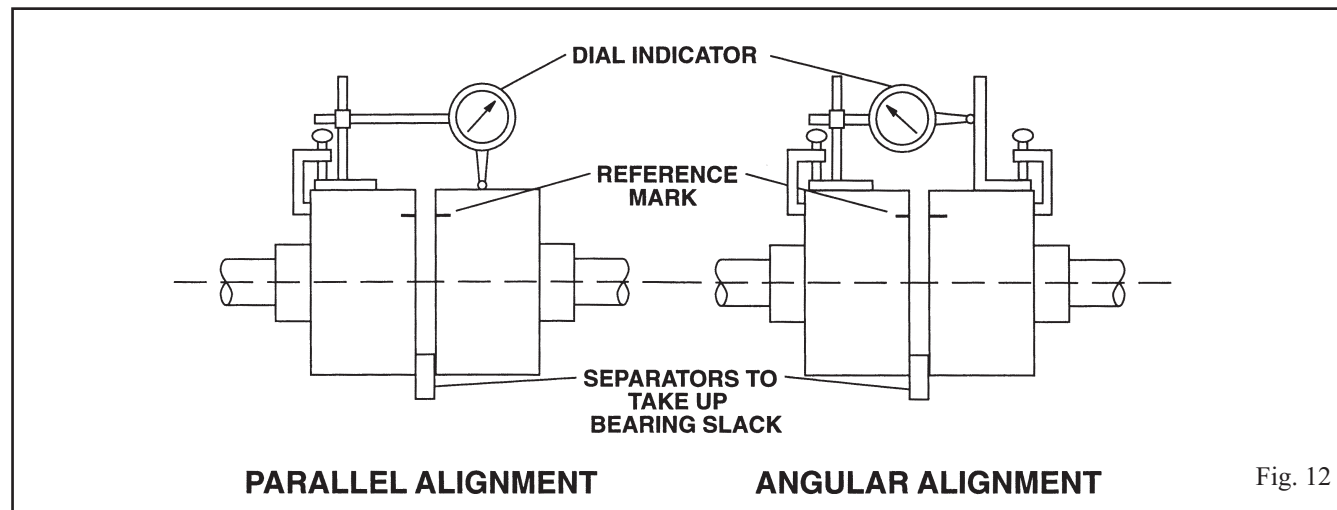 DIAL INDICATOR
REFERENCE
MARK
SEPARATORS TO
TAKE UP
BEARING SLACK
PARALLEL ALIGNMENT
ANGULAR ALIGNMENT
Fig. 12